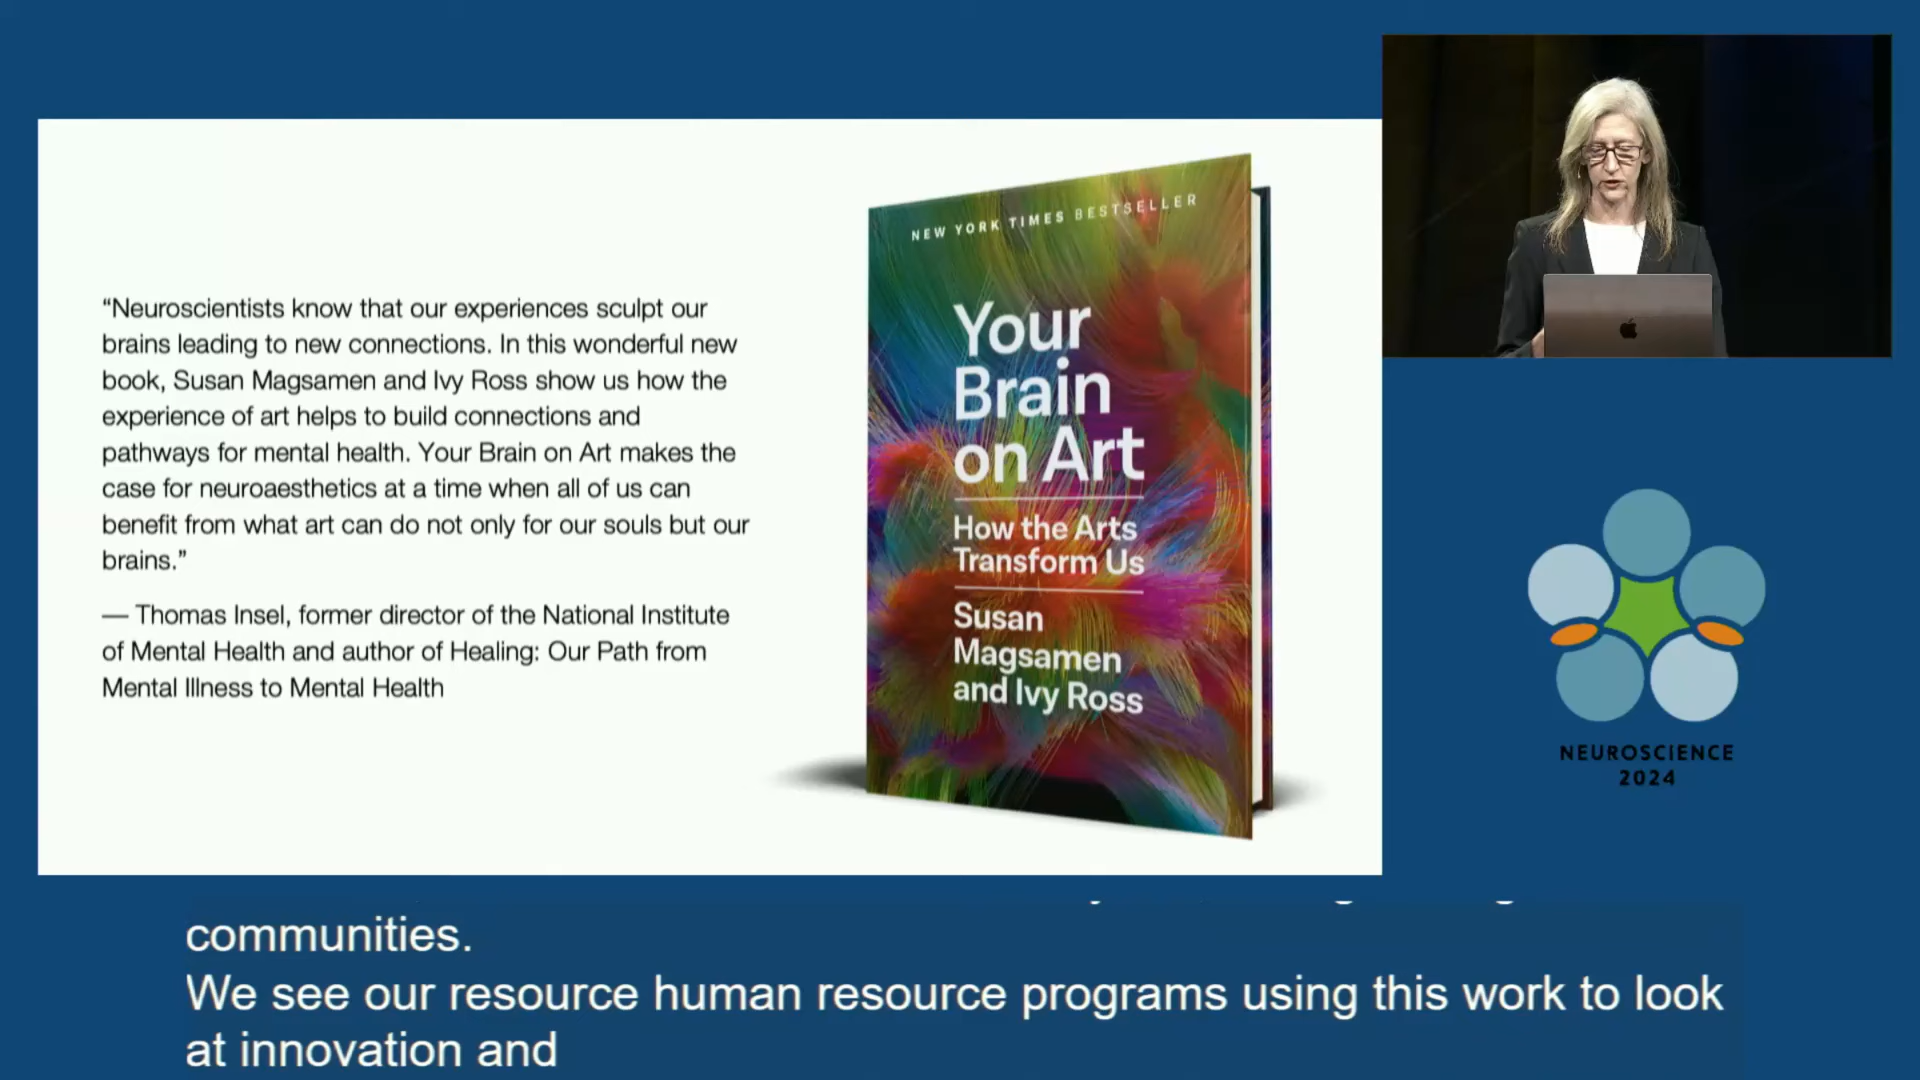 “Neuroscientists know that our experiences sculpt our
brains leading to new connections. In this wonderful new
book, Susan Magsamen and Ivy Ross show us how the
experience of art helps to build connections and
pathways for mental health. Your Brain on Art makes the
case for neuroaesthetics at a time when all of us can
benefit from what art can do not only for our souls but our
brains.”
— Thomas Insel, former director of the National Institute
of Mental Health and author of Healing: Our Path from
Mental Illness to Mental Health
NEW YORK TIMES BESTSELLER
Your
Brain
on Art
How the Arts
Transform Us
Susan
Magsamen
and Ivy Ross
NEUROSCIENCE
2024
communities.
We see our resource human resource programs using this work to look
at innovation and